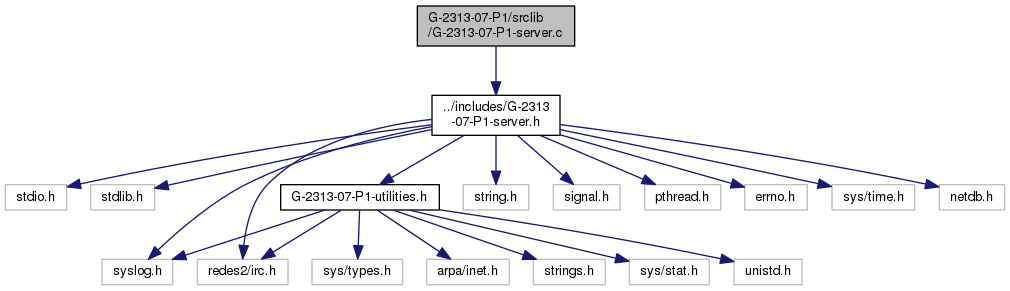 G-2313-07-P1/srclib
/G-2313-07-P1-server.c
../includes/G-2313
-07-P1-server.h
stdio.h
stdlib.h
G-2313-07-P1-utilities.h
string.h
signal.h
pthread.h
errno.h
sys/time.h
netdb.h
syslog.h
redes2/irc.h
sys/types.h
arpa/inet.h
strings.h
sys/stat.h
unistd.h